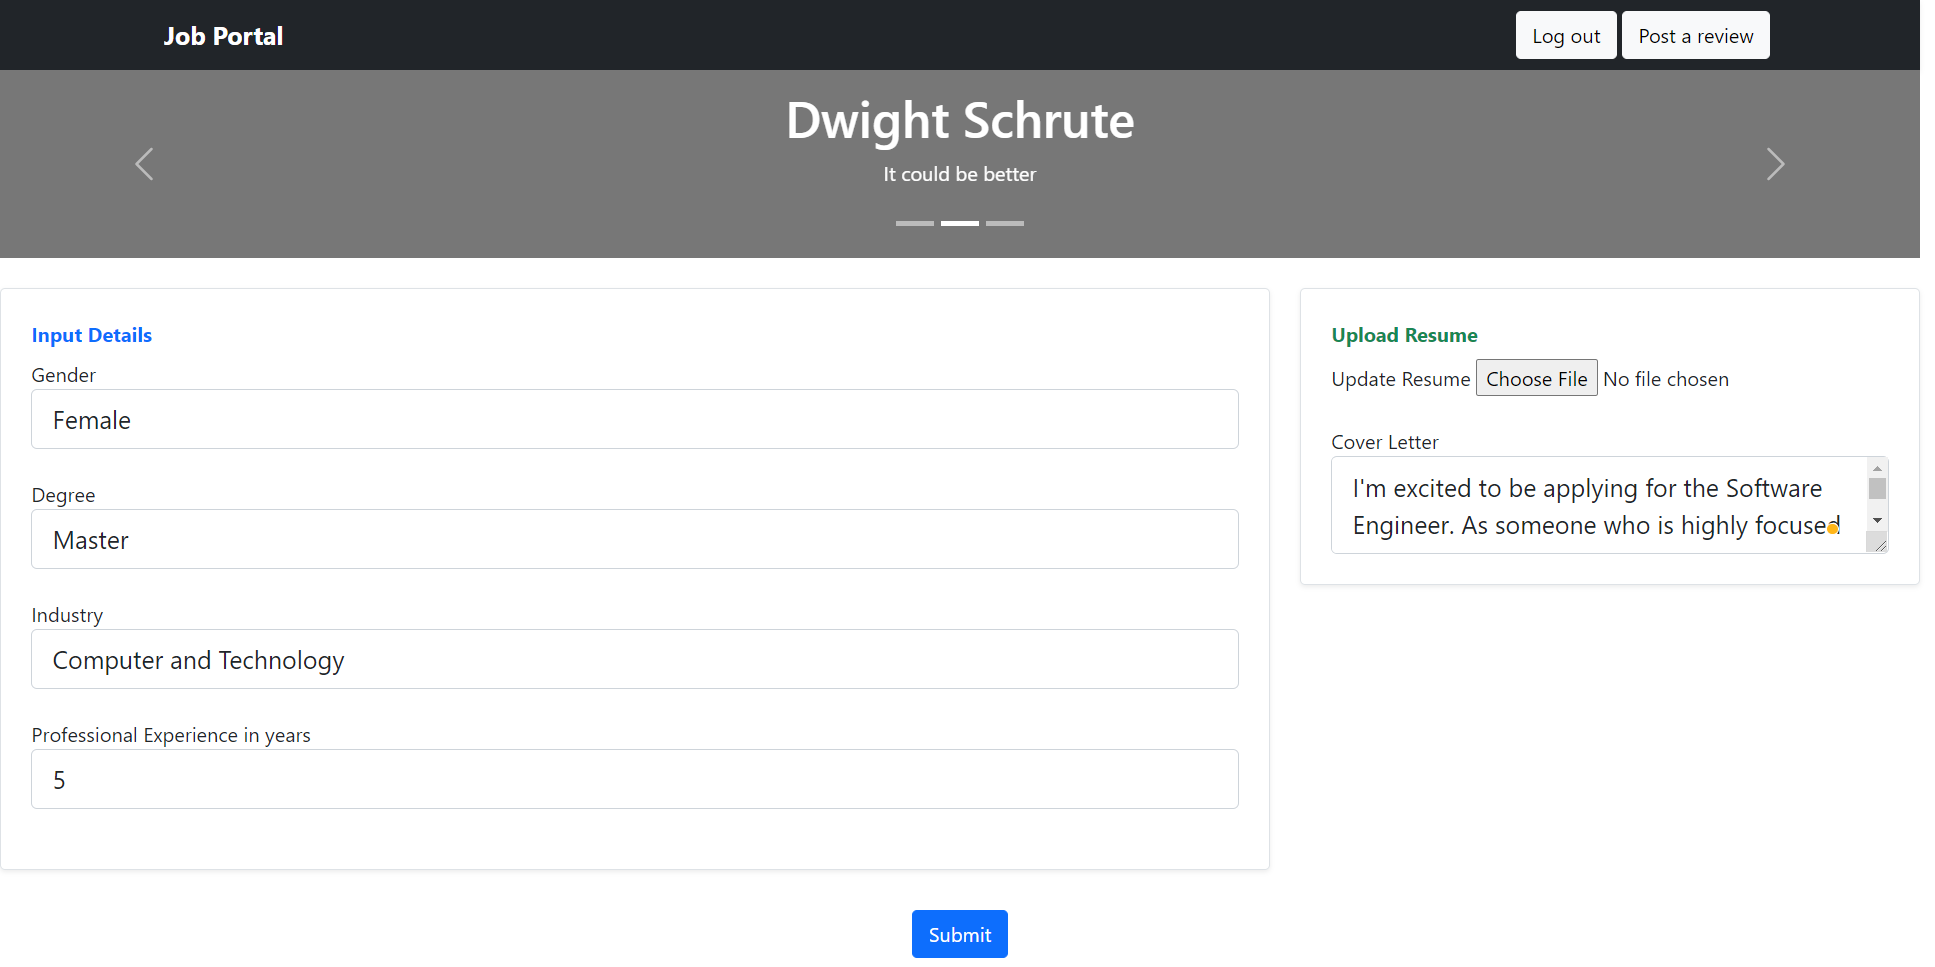 Job Portal
Log out
Post a review
Dwight Schrute
It could be better
Input Details
Gender
Female
Degree
Master
Industry
Computer and Technology
Professional Experience in years
5
Upload Resume
Update Resume Choose File No file chosen
Cover Letter
I'm excited to be applying for the Software
Engineer. As someone who is highly focused
Submit